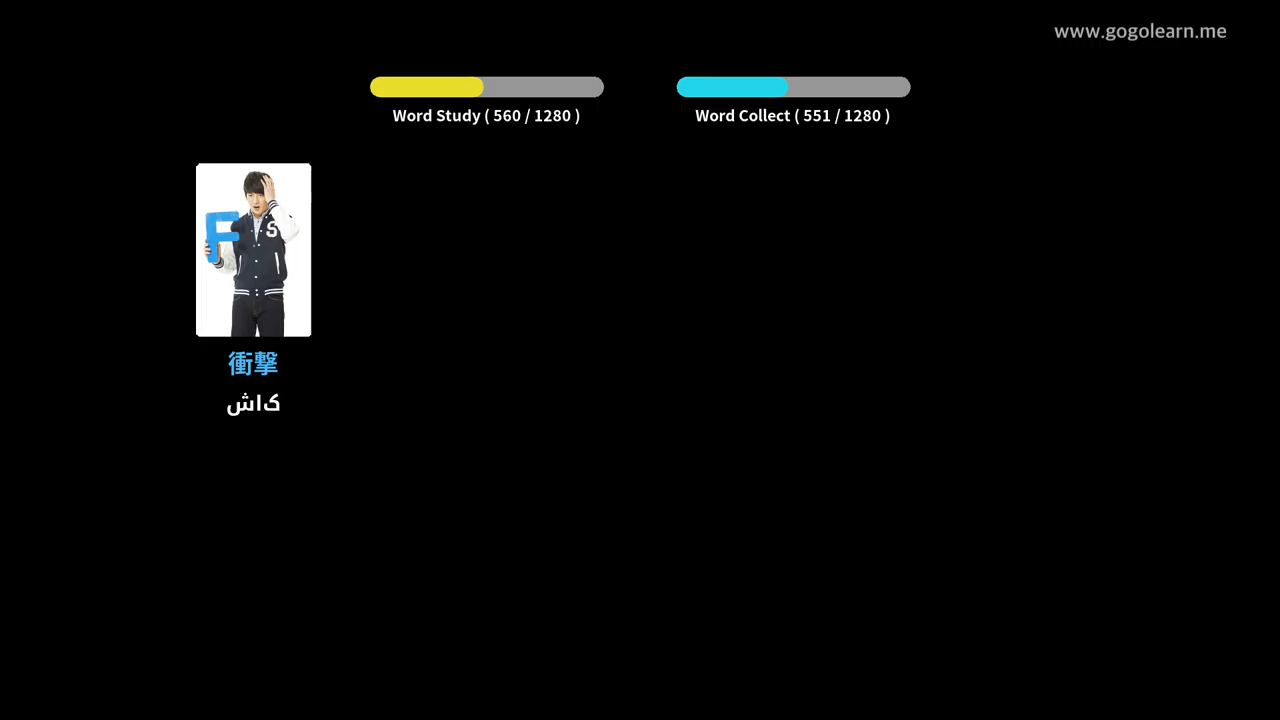 www.gogolearn.me
Word Study ( 560 / 1280 )
Word Collect ( 551 / 1280 )
F
S
衝撃
کاش